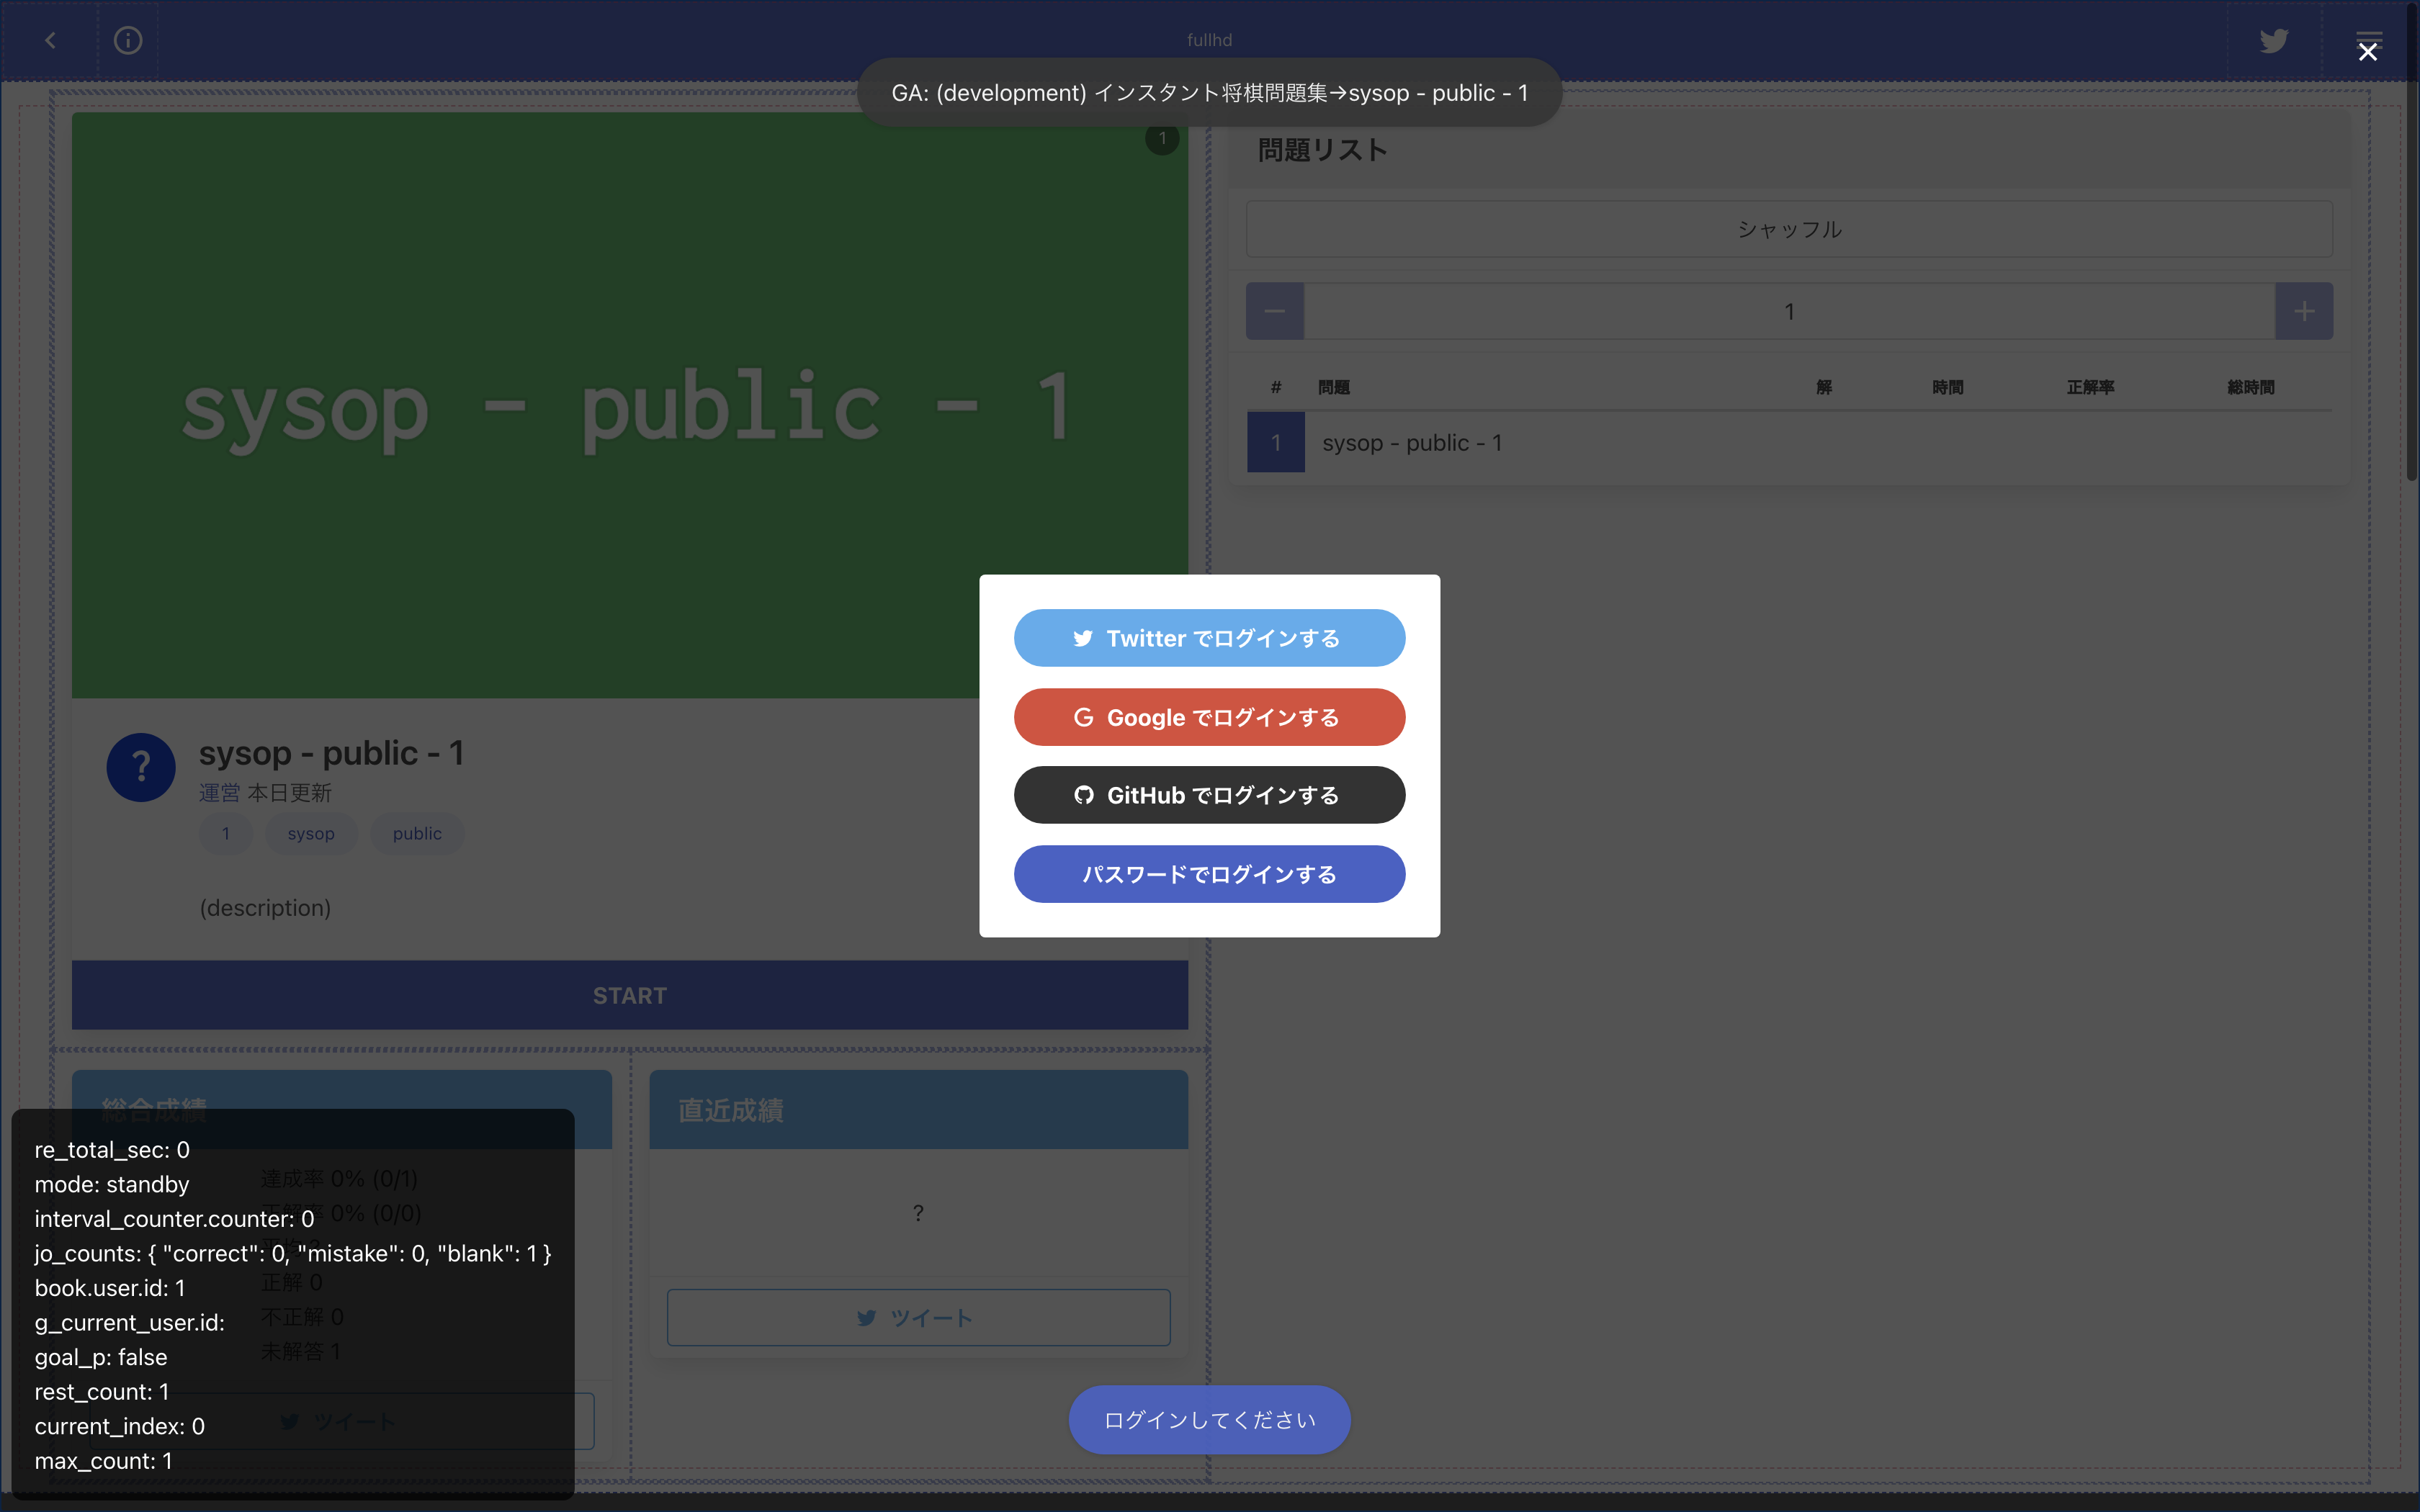 fullhd
GA: (development) インスタント将棋問題集→sysop - public - 1
1
sysop - public - 1
?
sysop - public - 1
運営 本日更新
1 sysop public
(description)
START
問題リスト
シャッフル
1
# 問題 解 時間 正解率 総時間
1 sysop - public - 1
Twitter でログインする
Google でログインする
GitHub でログインする
パスワードでログインする
総合成績
達成率 0% (0/1)
正解率 0% (0/0)
正解 0
不正解 0
未解答 1
ツイート
直近成績
?
ツイート
re_total_sec: 0
mode: standby
interval_counter.counter: 0
jo_counts: { "correct": 0, "mistake": 0, "blank": 1 }
book.user.id: 1
g_current_user.id:
goal_p: false
rest_count: 1
current_index: 0
max_count: 1
ログインしてください